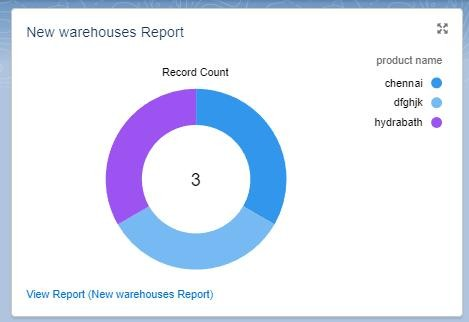 New warehouses Report
product name
Record Count
chennai
dfghjk
hydrabath
3
View Report (New warehouses Report)